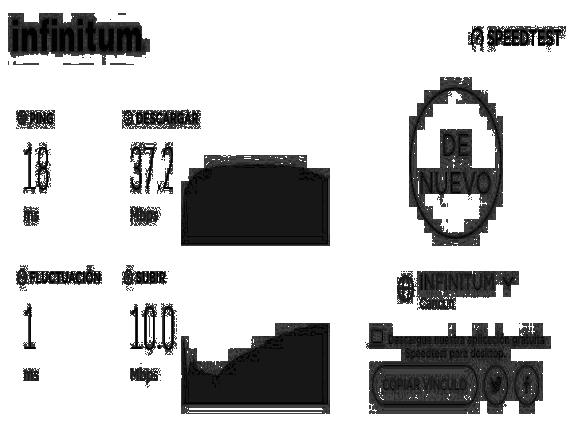 infinitum
SPEEDTEST
PING
18
ms
DESCARGAR
37.2
Mbps
DE
NUEVO
FLUCTUACIÓN
1
ms
SUBIR
10.0
Mbps
INFINITUM Y
Descargue nuestra aplicación gratuita
Speedtest para desktop.
COPIAR VÍNCULO